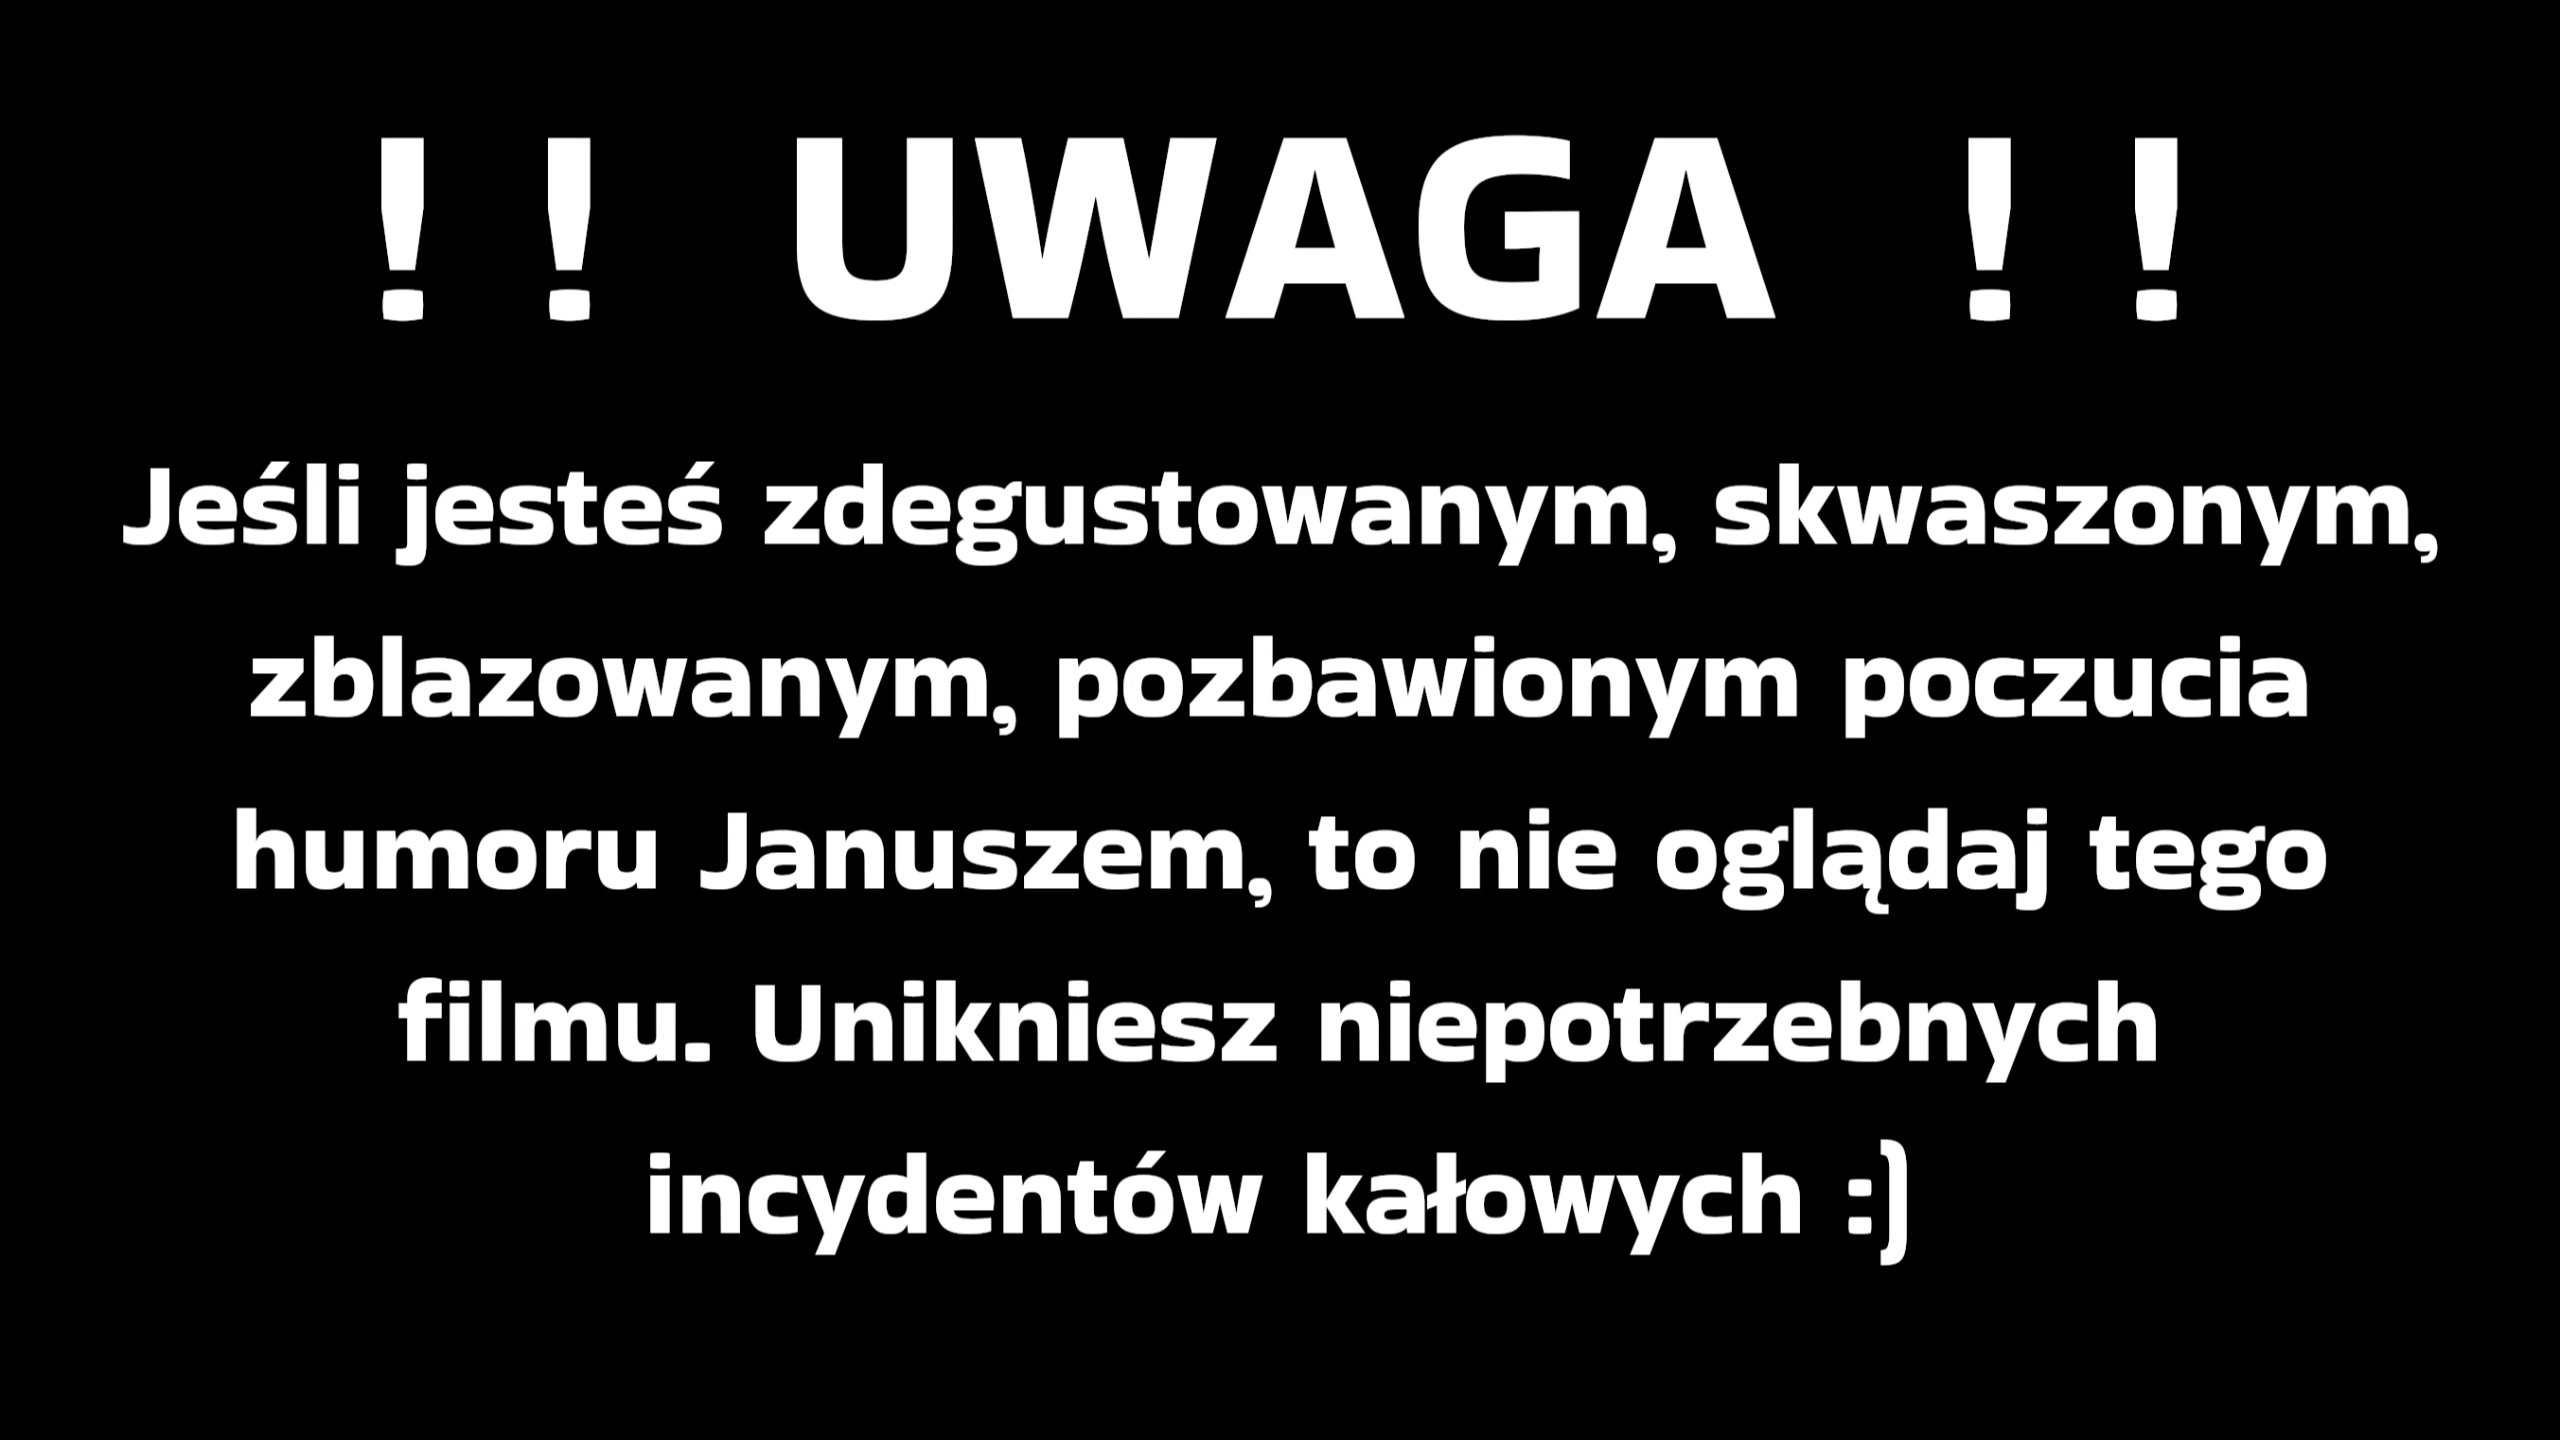 !! UWAGA !!
Jeśli jesteś zdegustowanym, skwaszonym,
zblazowanym, pozbawionym poczucia
humoru Januszem, to nie oglądaj tego
filmu. Unikniesz niepotrzebnych
incydentów kałowych :)